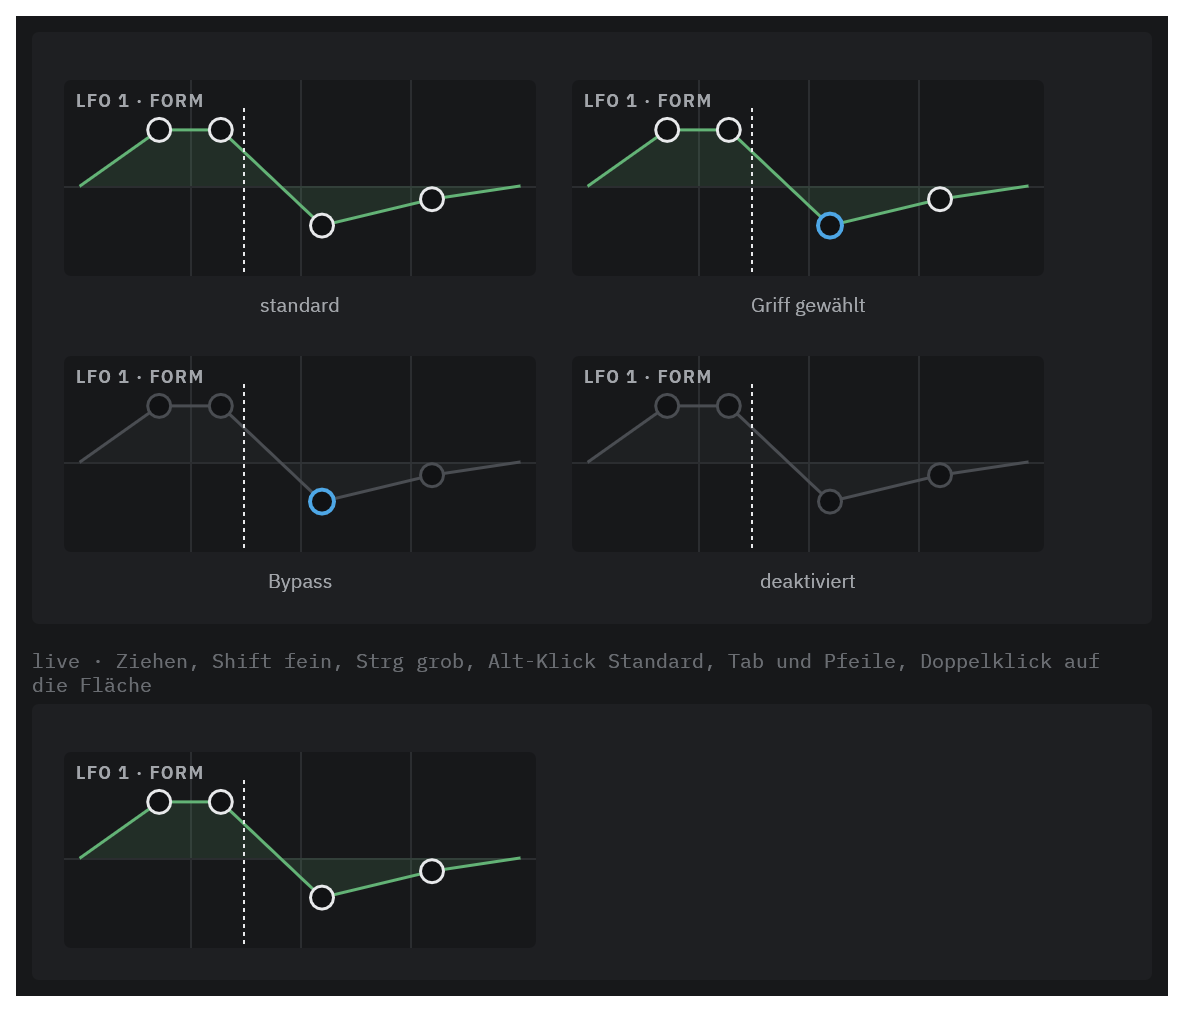 LFO 1 · FORM
LFO 1 · FORM
standard
Griff gewählt
LFO 1 · FORM
LFO 1 · FORM
Bypass
deaktiviert
live · Ziehen, Shift fein, Strg grob, Alt-Klick Standard, Tab und Pfeile, Doppelklick auf
die Fläche
LFO 1 · FORM